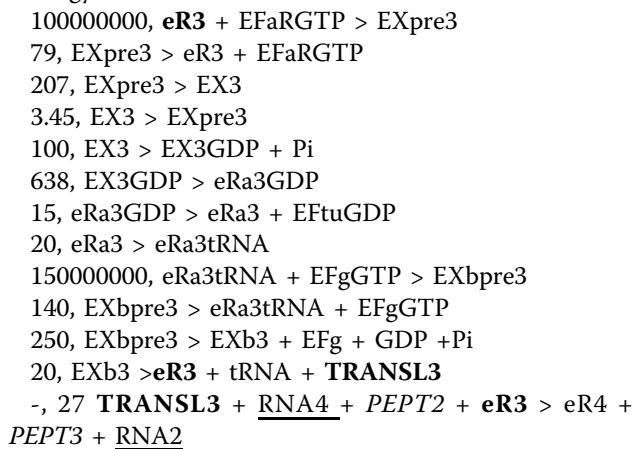 100000000, eR3 + EFaRGTP > EXpre3
79, EXpre3 > eR3 + EFaRGTP
207, EXpre3 > EX3
3.45, EX3 > EXpre3
100, EX3 > EX3GDP + Pi
638, EX3GDP > eRa3GDP
15, eRa3GDP > eRa3 + EFtuGDP
20, eRa3 > eRa3tRNA
150000000, eRa3tRNA + EFgGTP > EXbpre3
140, EXbpre3 > eRa3tRNA + EFgGTP
250, EXbpre3 > EXb3 + EFg + GDP +Pi
20, EXb3 >eR3 + tRNA + TRANSL3
-, 27 TRANSL3 + RNA4 + PEPT2 + eR3 > eR4 +
PEPT3 + RNA2